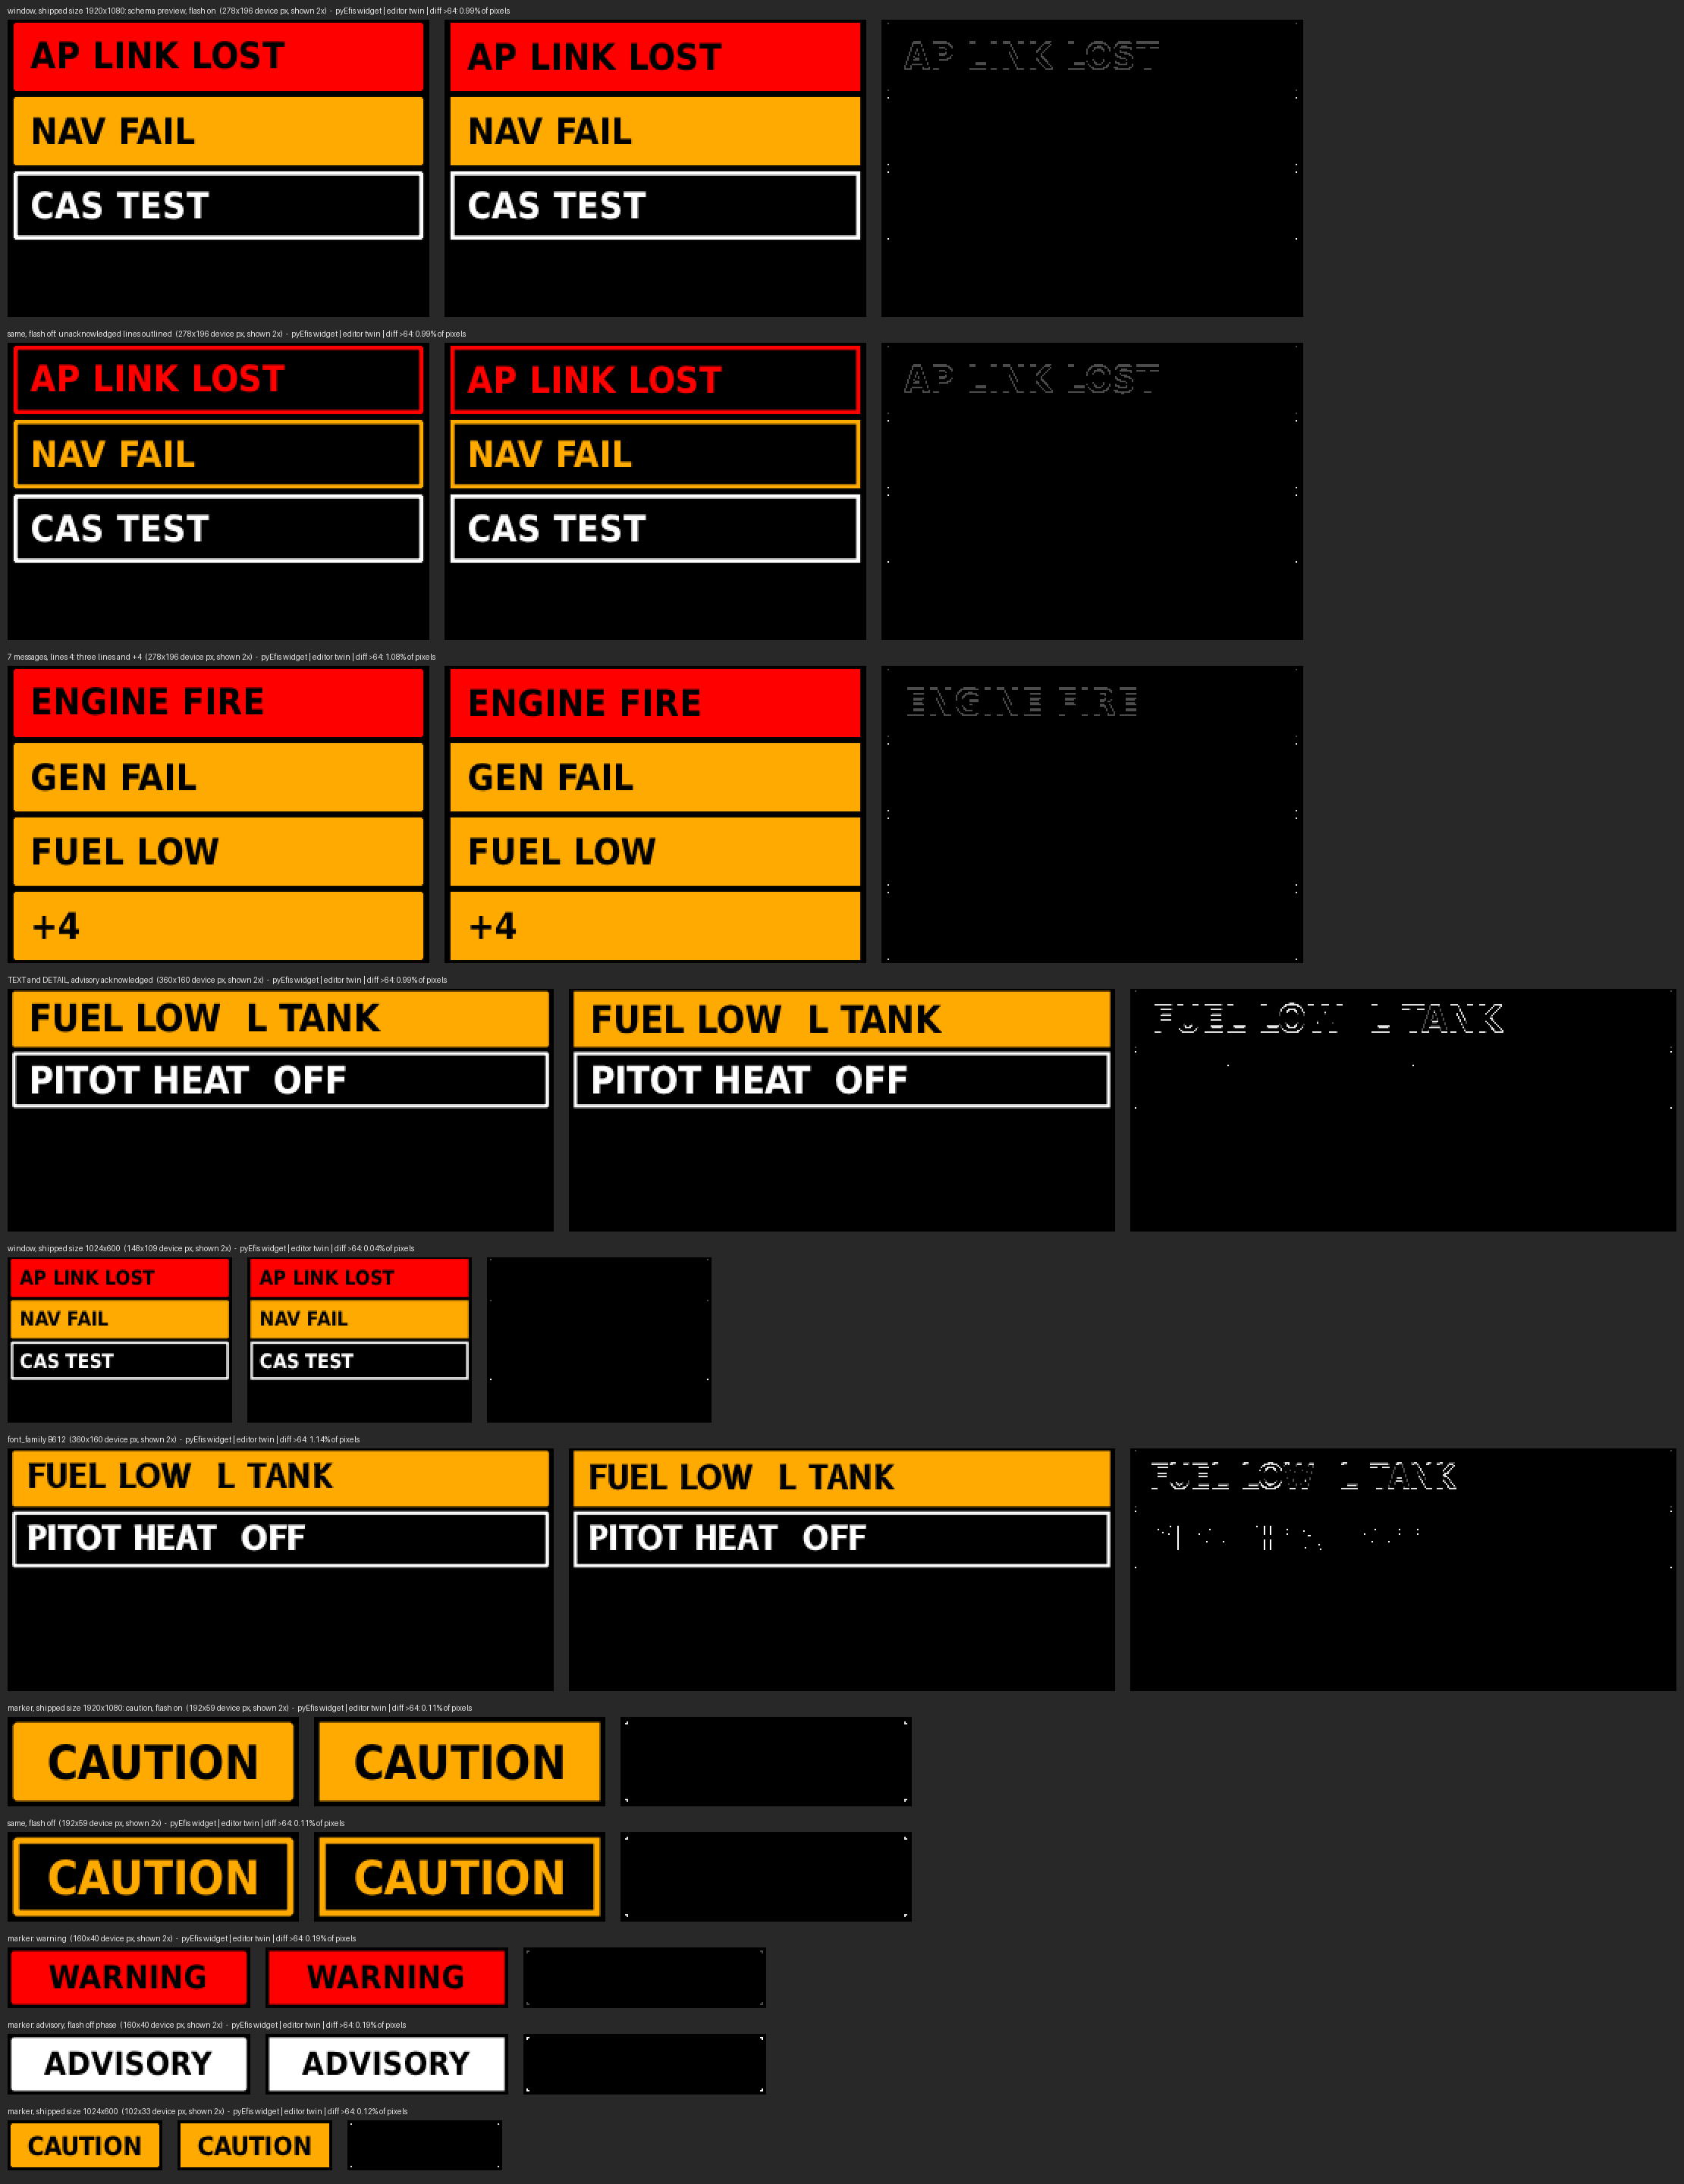 window, shipped size 1920x1080: schema preview, flash on (278x196 device px, shown 2x) - pyEfis widget | editor twin | diff >64: 0.99% of pixels
AP LINK LOST AP LINK LOST AP LINK LOST
NAV FAIL NAV FAIL
CAS TEST CAS TEST
same, flash off: unacknowledged lines outlined (278x196 device px, shown 2x) - pyEfis widget | editor twin | diff >64: 0.99% of pixels
AP LINK LOST AP LINK LOST AP LINK LOST
NAV FAIL NAV FAIL
CAS TEST CAS TEST
7 messages, lines 4: three lines and +4 (278x196 device px, shown 2x) - pyEfis widget | editor twin | diff >64: 1.08% of pixels
ENGINE FIRE ENGINE FIRE ENGINE FIRE
GEN FAIL GEN FAIL
FUEL LOW FUEL LOW
+4 +4
TEXT and DETAIL, advisory acknowledged (360x160 device px, shown 2x) - pyEfis widget | editor twin | diff >64: 0.99% of pixels
FUEL LOW L TANK FUEL LOW L TANK FUEL LOW L TANK
PITOT HEAT OFF PITOT HEAT OFF
window, shipped size 1024x600 (148x109 device px, shown 2x) - pyEfis widget | editor twin | diff >64: 0.04% of pixels
AP LINK LOST AP LINK LOST
NAV FAIL NAV FAIL
CAS TEST CAS TEST
font_family B612 (360x160 device px, shown 2x) - pyEfis widget | editor twin | diff >64: 1.14% of pixels
FUEL LOW L TANK FUEL LOW L TANK FUEL LOW L TANK
PITOT HEAT OFF PITOT HEAT OFF
marker, shipped size 1920x1080: caution, flash on (192x59 device px, shown 2x) - pyEfis widget | editor twin | diff >64: 0.11% of pixels
CAUTION CAUTION
same, flash off (192x59 device px, shown 2x) - pyEfis widget | editor twin | diff >64: 0.11% of pixels
CAUTION CAUTION
marker: warning (160x40 device px, shown 2x) - pyEfis widget | editor twin | diff >64: 0.19% of pixels
WARNING WARNING
marker: advisory, flash off phase (160x40 device px, shown 2x) - pyEfis widget | editor twin | diff >64: 0.19% of pixels
ADVISORY ADVISORY
marker, shipped size 1024x600 (102x33 device px, shown 2x) - pyEfis widget | editor twin | diff >64: 0.12% of pixels
CAUTION CAUTION